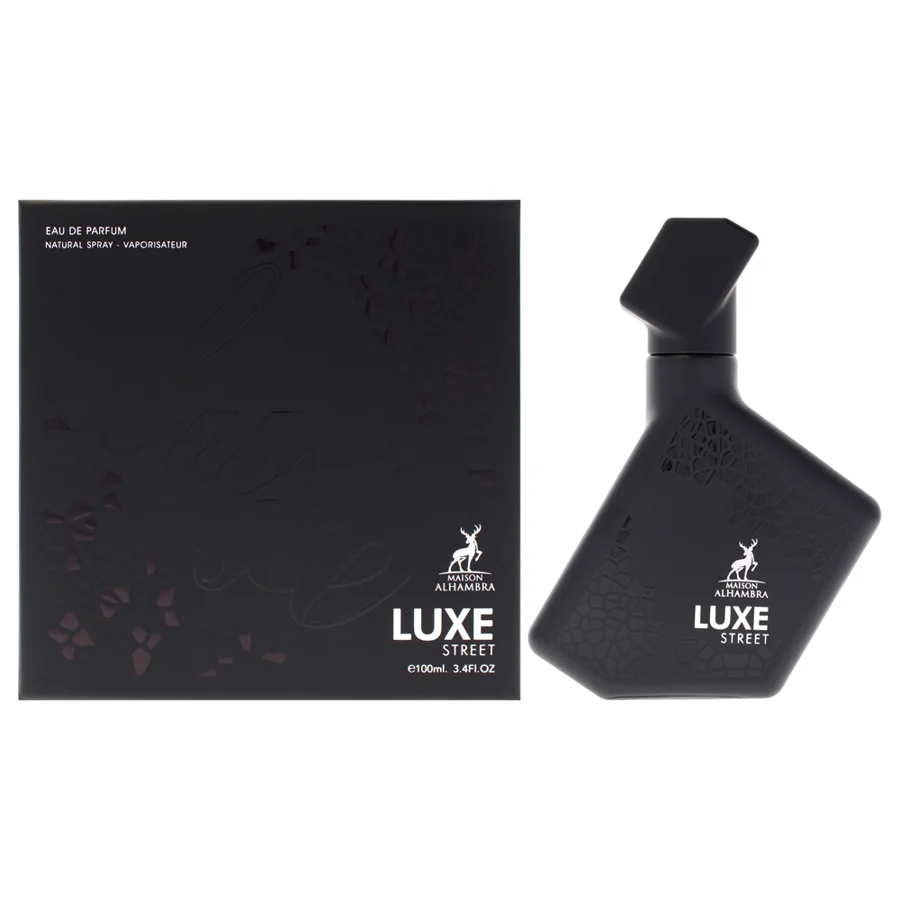 EAU DE PARFUM
NATURAL SPRAY - VAPORISATEUR
MAISON
ALHAMBRA
LUXE
STREET
℮100ml. 3.4Fl.OZ
MAISON
ALHAMBRA
LUXE
STREET